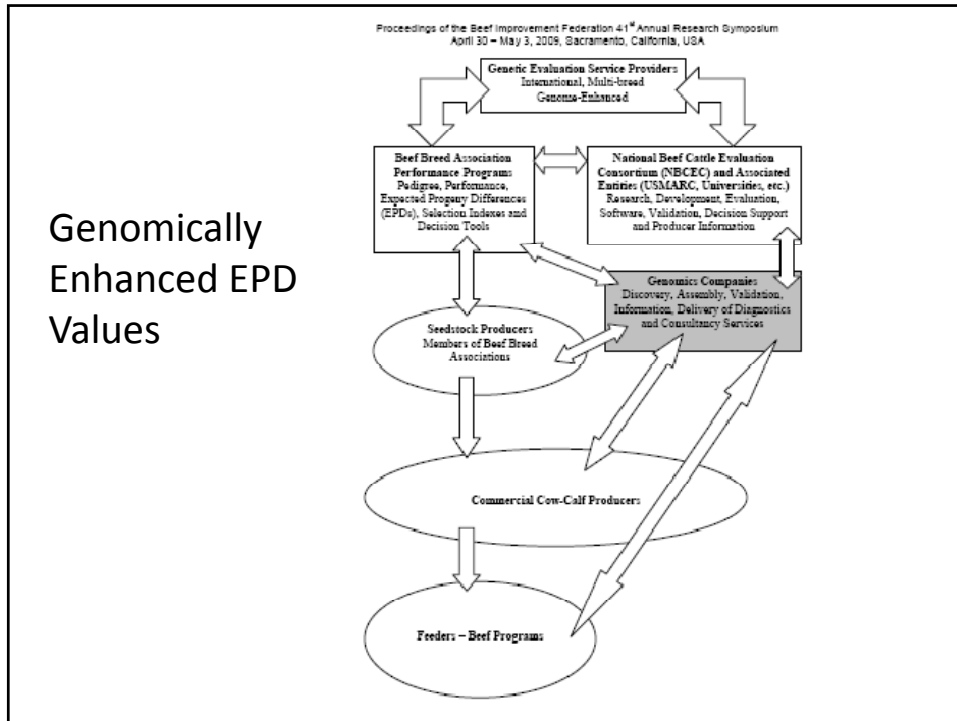 Proceedings of the Beef Improvement Federation 41st Annual Research Symposium
April 30 – May 3, 2009, Sacramento, California, USA
Genetic Evaluation Service Providers
International, Multi-breed
Genome-Enhanced
Beef Breed Association
Performance Programs
Pedigree, Performance,
Expected Progeny Differences
(EPDs), Selection Indexes and
Decision Tools
National Beef Cattle Evaluation
Consortium (NBCEC) and Associated
Entities (USMARC, Universities, etc.)
Research, Development, Evaluation,
Software, Validation, Decision Support
and Producer Information
Genomically
Enhanced EPD
Values
Genomics Companies
Discovery, Assembly, Validation,
Information, Delivery of Diagnostics
and Consultancy Services
Seedstock Producers
Members of Beef Breed
Associations
Commercial Cow-Calf Producers
Feeders – Beef Programs